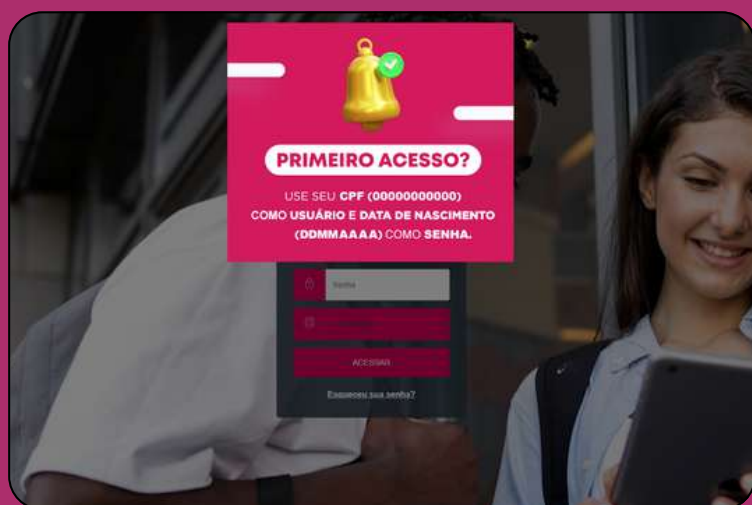 PRIMEIRO ACESSO?
USE SEU CPF (00000000000)
COMO USUÁRIO E DATA DE NASCIMENTO
(DDMMAAAA) COMO SENHA.
Senha
ACESSAR
Esqueceu sua senha?